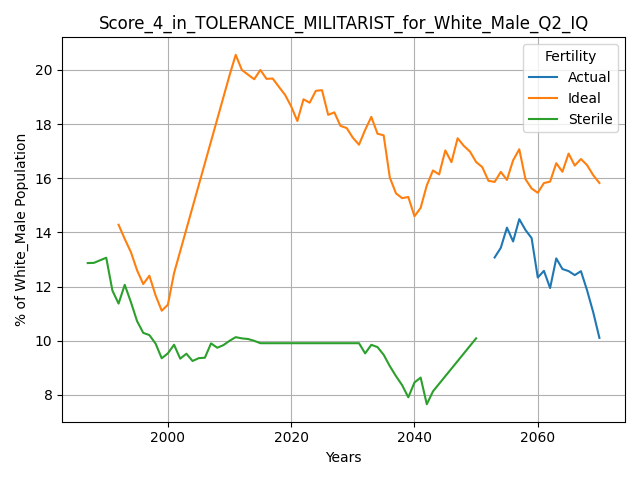 Score_4_in_TOLERANCE_MILITARIST_for_White_Male_Q2_IQ
Fertility
Actual
Ideal
Sterile
% of White_Male Population
20
18
16
14
12
10
8
2000 2020 2040 2060
Years